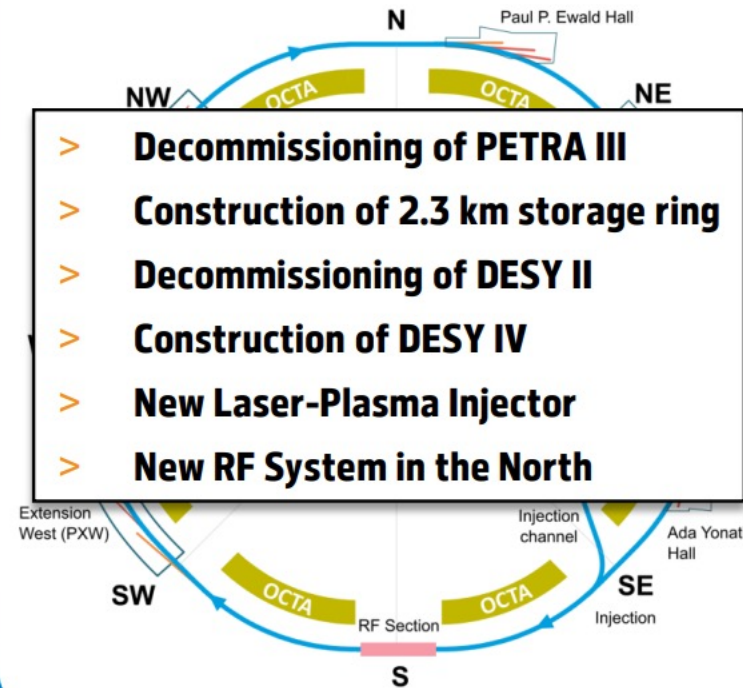 N
Paul P. Ewald Hall
NW
OCTA
OCTA
NE
> Decommissioning of PETRA III
> Construction of 2.3 km storage ring
> Decommissioning of DESY II
> Construction of DESY IV
> New Laser-Plasma Injector
> New RF System in the North
Extension
West (PXW)
Injection
channel
Ada Yonat
Hall
SW
OCTA
RF Section
OCTA
SE
Injection
S